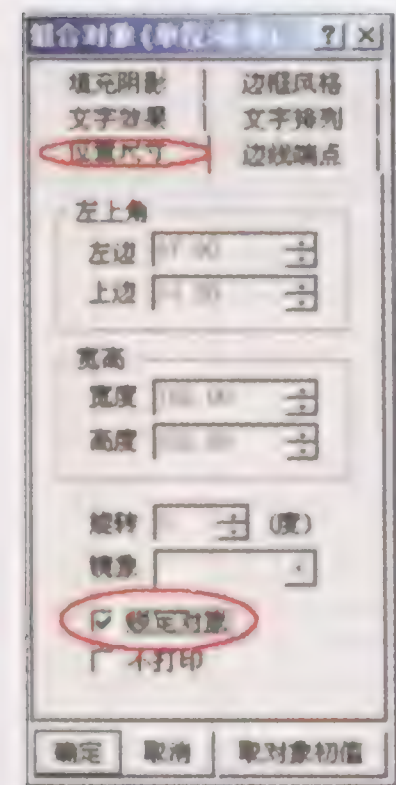 组合对象(单位:
填充阴影 边框风格
文字效果 文字排列
位置尺寸 边线端点
左上角
左边
上边
宽高
宽度
高度
旋转 (度)
镜象
锁定对象
不打印
确定 取消 取对象初值